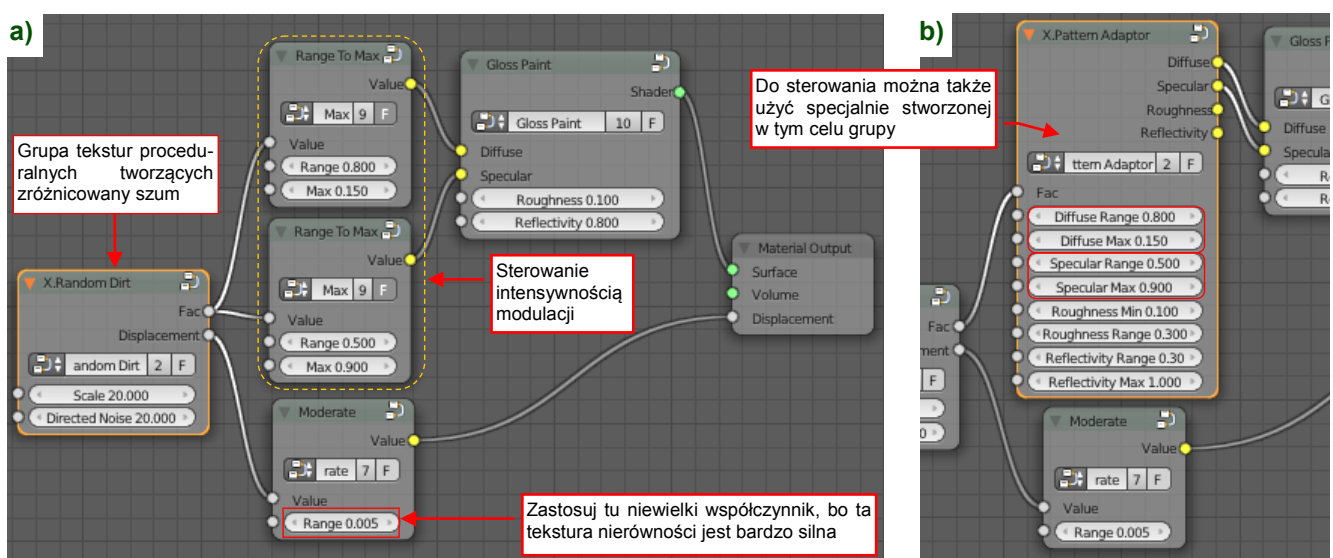 a)
Range To Max
Value
Max 9 F
Value
Range 0.800
Max 0.150
Gloss Paint
Shader
Gloss Paint 10 F
Diffuse
Specular
Roughness 0.100
Reflectivity 0.800
Grupa tekstur procedu-
ralnych tworzących
zróżnicowany szum
Range To Max
Value
Max 9 F
Value
Range 0.500
Max 0.900
Sterowanie
intensywnością
modulacji
Material Output
Surface
Volume
Displacement
X.Random Dirt
Fac
Displacement
andom Dirt 2 F
Scale 20.000
Directed Noise 20.000
Moderate
Value
rate 7 F
Value
Range 0.005
Zastosuj tu niewielki współczynnik, bo ta
tekstura nierówności jest bardzo silna
b)
X.Pattern Adaptor
Diffuse
Specular
Roughness
Reflectivity
ttern Adaptor 2 F
Fac
Diffuse Range 0.800
Diffuse Max 0.150
Specular Range 0.500
Specular Max 0.900
Roughness Min 0.100
Roughness Range 0.300
Reflectivity Range 0.30
Reflectivity Max 1.000
Do sterowania można także
użyć specjalnie stworzonej
w tym celu grupy
Gloss P
G
Diffuse
Specula
R
R
Fac
ment
F
0
Moderate
Value
rate 7 F
Value
Range 0.005